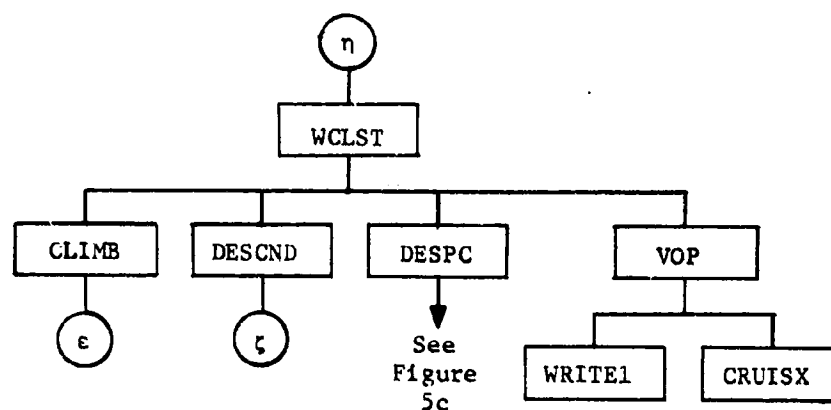 η
WCLST
CLIMB DESCND DESPC VOP
ε ζ See
Figure
5c
WRITE1 CRUISX